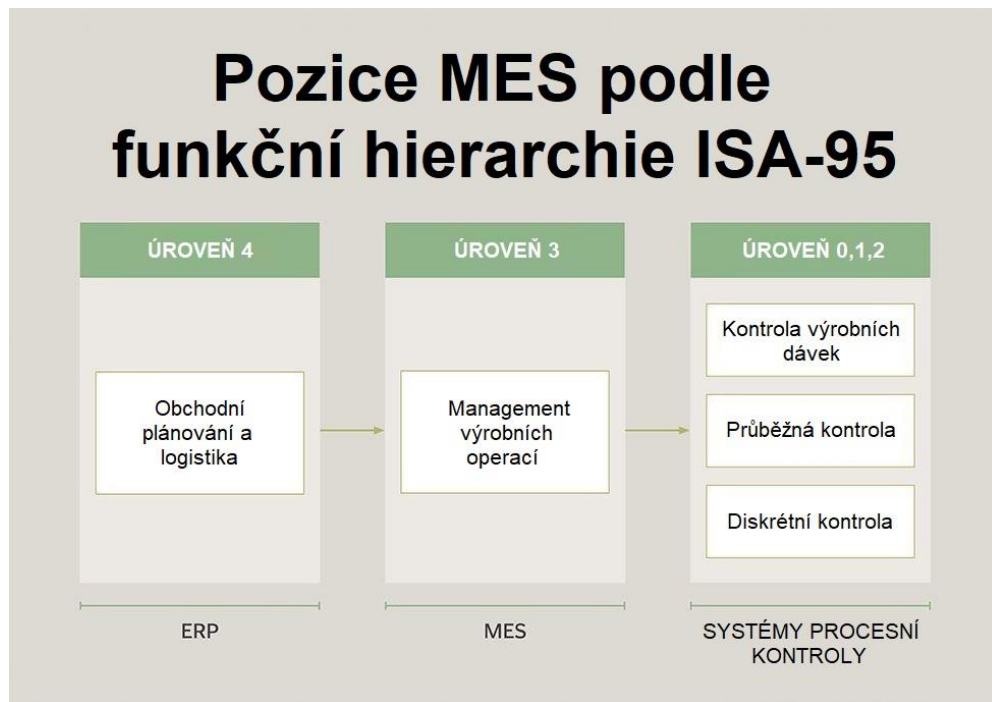 Pozice MES podle
funkční hierarchie ISA-95
ÚROVEŇ 4
Obchodní
plánování a
logistika
ERP
ÚROVEŇ 3
Management
výrobních
operací
MES
ÚROVEŇ 0,1,2
Kontrola výrobních
dávek
Průběžná kontrola
Diskrétní kontrola
SYSTÉMY PROCESNÍ
KONTROLY